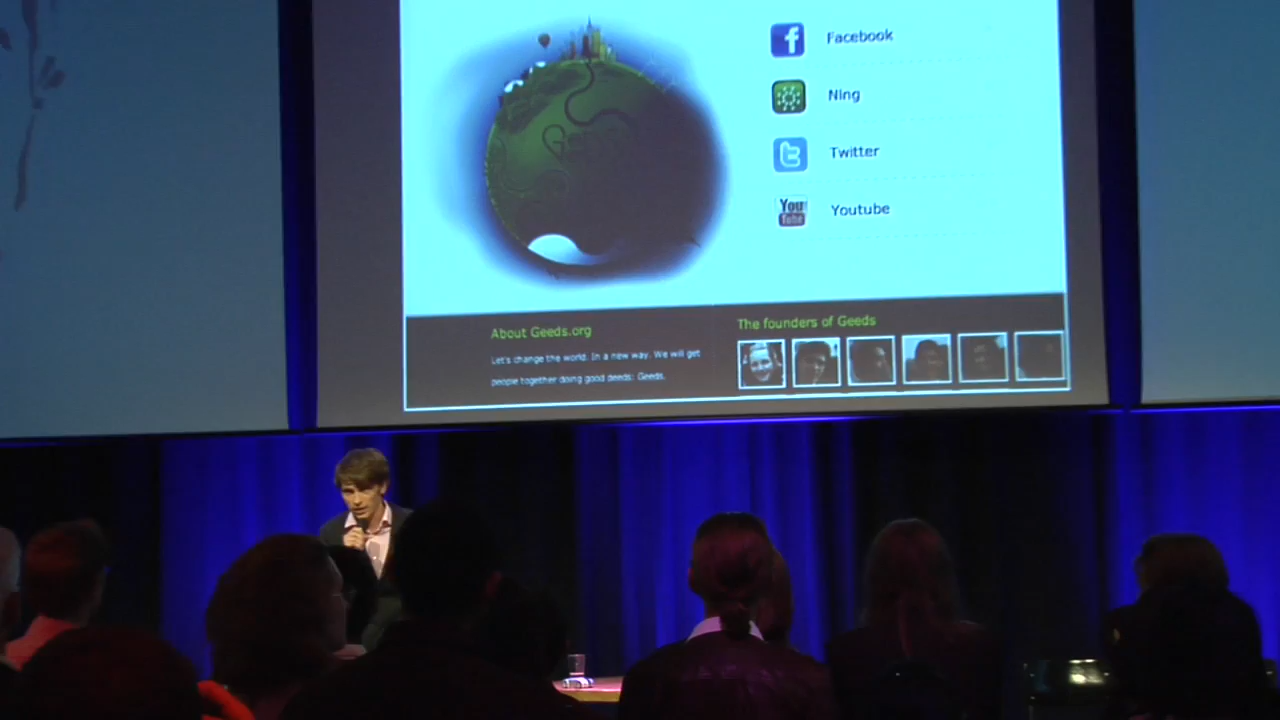 Facebook
Ning
Twitter
You
Tube
Youtube
About Geeds.org
Let's change the world. In a new way. We will get
people together doing good deeds: Geeds.
The founders of Geeds